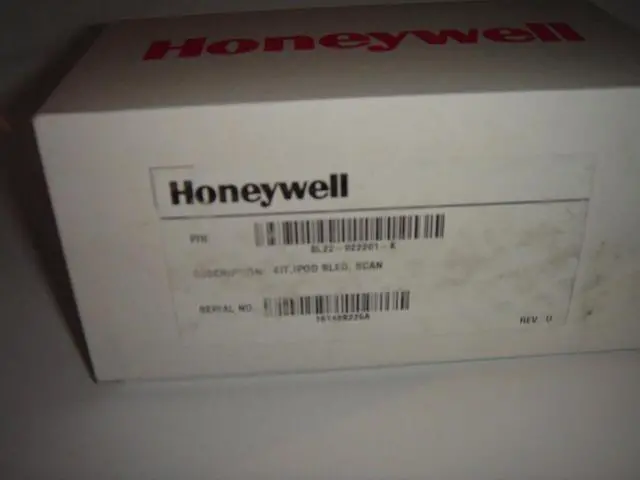 Honeywell
Honeywell
P/N
SL22-022201-K
DESCRIPTION: KIT,IPOD SLED, SCAN
SERIAL NO.
REV: D